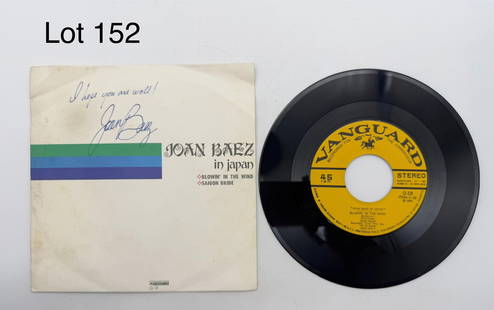 Lot 152
I hope you are well!
Joan Baez
JOAN BAEZ
in japan
BLOWIN' IN THE WIND
SAIGON BRIDE
VANGUARD
45
STEREO
BLOWIN' IN THE WIND